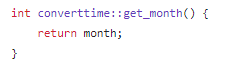 int converttime::get_month() {
    return month;
}